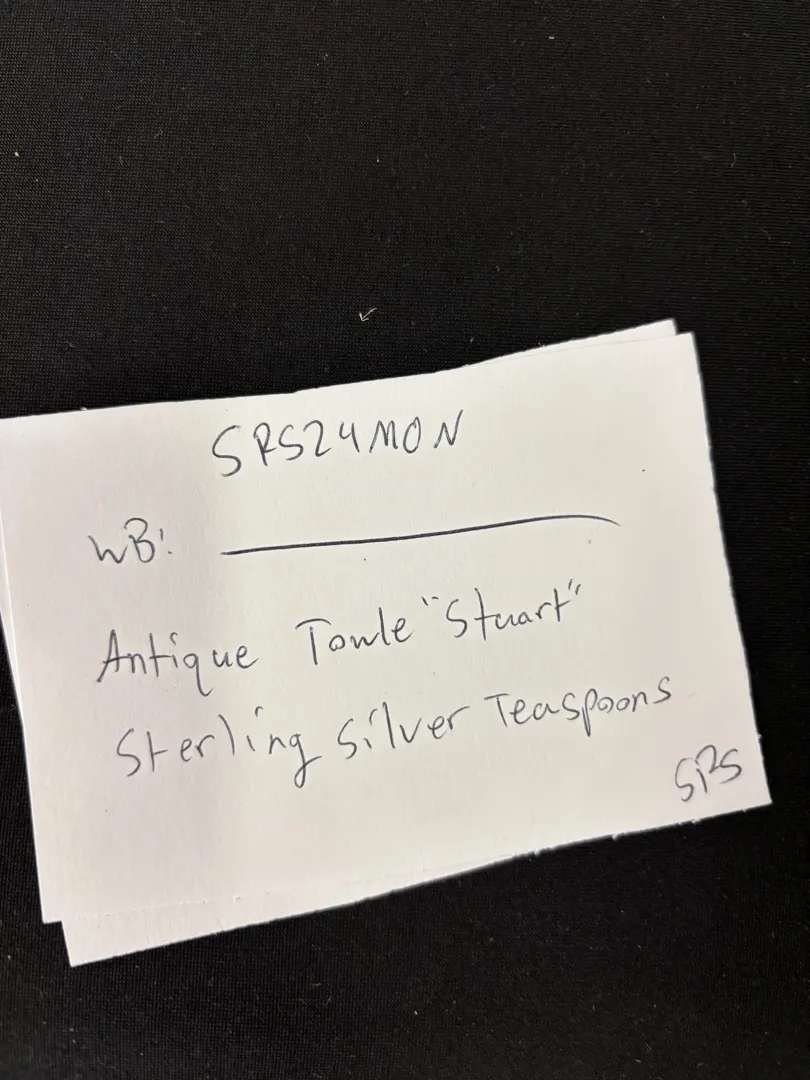 SRS24MON
WB:
Antique Towle "Stuart"
Sterling Silver Teaspoons
SRS